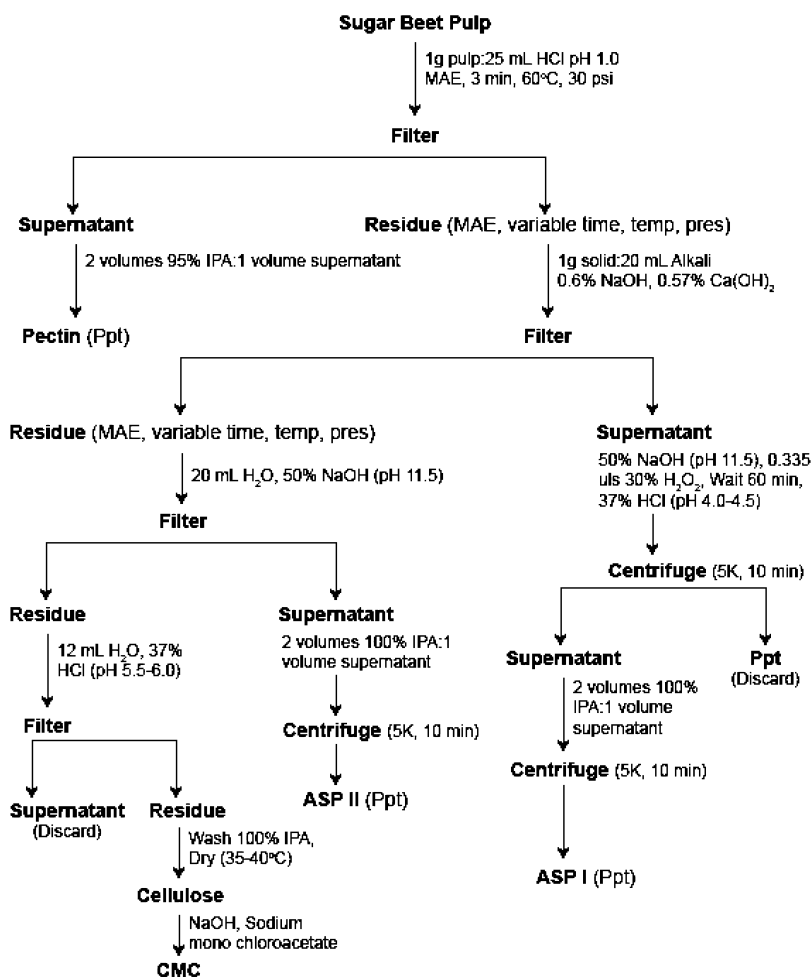 Sugar Beet Pulp
1g pulp:25 mL HCl pH 1.0
MAE, 3 min, 60ºC, 30 psi
Filter
Supernatant
2 volumes 95% IPA:1 volume supernatant
Pectin (Ppt)
Residue (MAE, variable time, temp, pres)
1g solid:20 mL Alkali
0.6% NaOH, 0.57% Ca(OH)₂
Filter
Residue (MAE, variable time, temp, pres)
20 mL H₂O, 50% NaOH (pH 11.5)
Filter
Supernatant
50% NaOH (pH 11.5), 0.335
uls 30% H₂O₂, Wait 60 min,
37% HCl (pH 4.0-4.5)
Centrifuge (5K, 10 min)
Residue
12 mL H₂O, 37%
HCl (pH 5.5-6.0)
Filter
Supernatant
(Discard)
Residue
Wash 100% IPA,
Dry (35-40ºC)
Cellulose
NaOH, Sodium
mono chloroacetate
CMC
Supernatant
2 volumes 100% IPA:1
volume supernatant
Centrifuge (5K, 10 min)
ASP II (Ppt)
Supernatant
2 volumes 100%
IPA:1 volume
supernatant
Centrifuge (5K, 10 min)
ASP I (Ppt)
Ppt
(Discard)